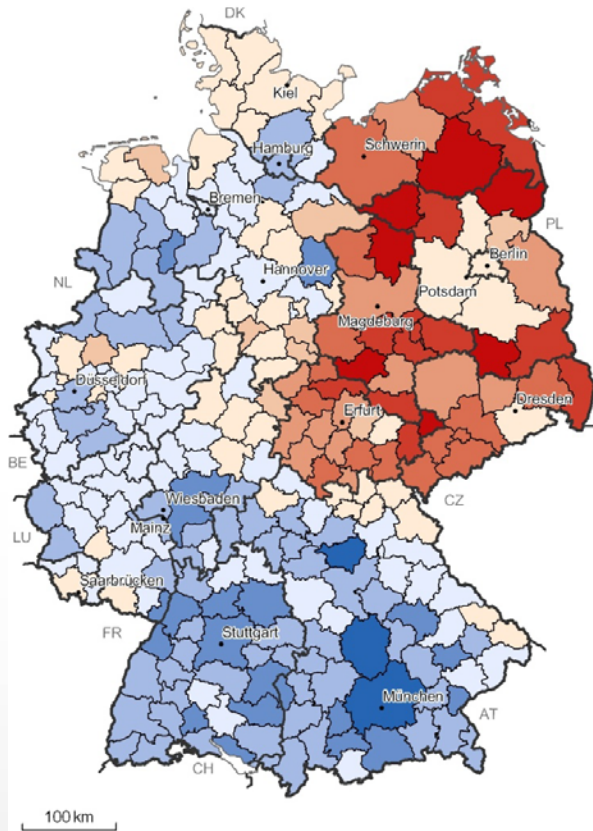 DK
Kiel
Schwerin
Hamburg
Bremen
PL
Berlin
NL
Hannover
Potsdam
Magdeburg
Düsseldorf
Dresden
Erfurt
BE
Wiesbaden
CZ
LU
Mainz
Saarbrücken
FR
Stuttgart
München
AT
CH
100 km